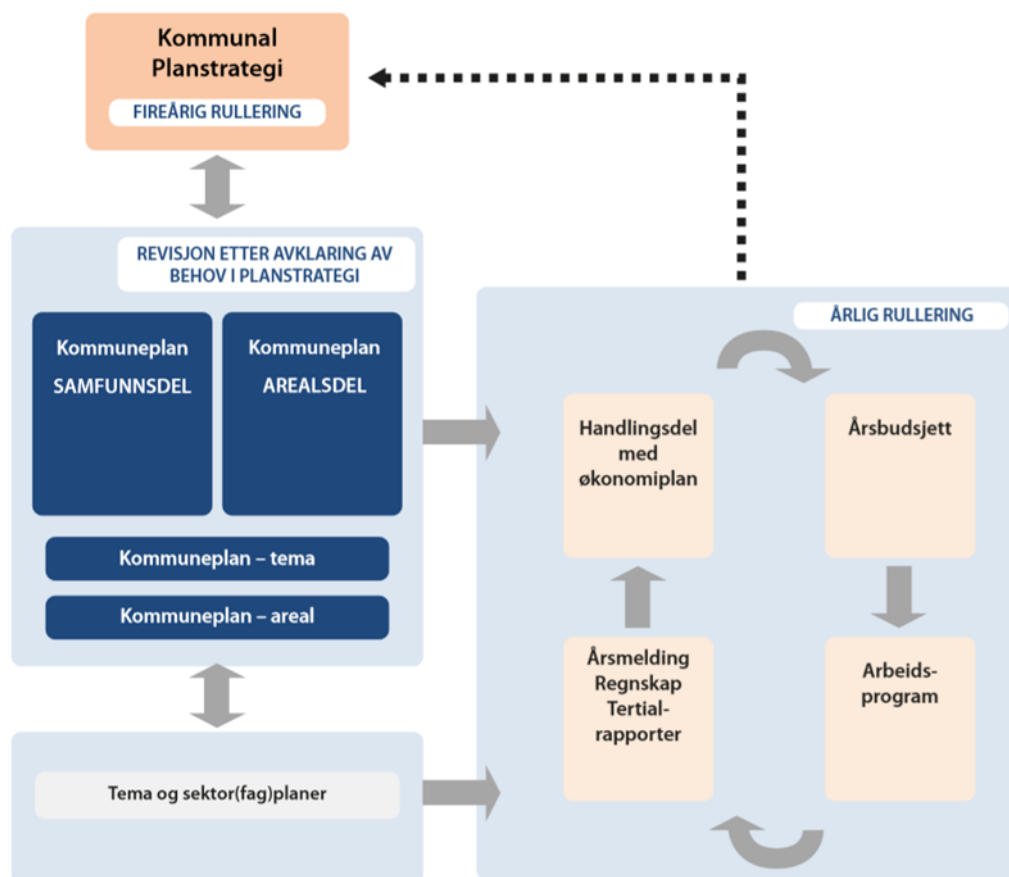 Kommunal
Planstrategi
FIREÅRIG RULLERING
REVISJON ETTER AVKLARING AV
BEHOV I PLANSTRATEGI
Kommuneplan
SAMFUNNSDEL
Kommuneplan
AREALSDEL
Kommuneplan – tema
Kommuneplan – areal
Tema og sektor(fag)planer
ÅRLIG RULLERING
Handlingsdel
med
økonomiplan
Årsbudsjett
Årsmelding
Regnskap
Tertial-
rapporter
Arbeids-
program